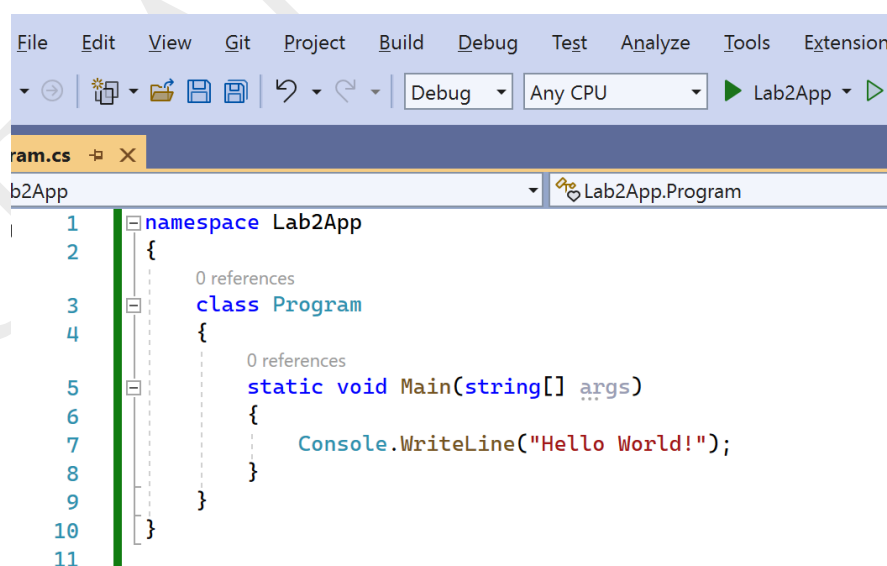 File Edit View Git Project Build Debug Test Analyze Tools Extension
Debug Any CPU Lab2App
ram.cs
b2App Lab2App.Program
1 namespace Lab2App
2 {
0 references
3 class Program
4 {
0 references
5 static void Main(string[] args)
6 {
7 Console.WriteLine("Hello World!");
8 }
9 }
10 }
11